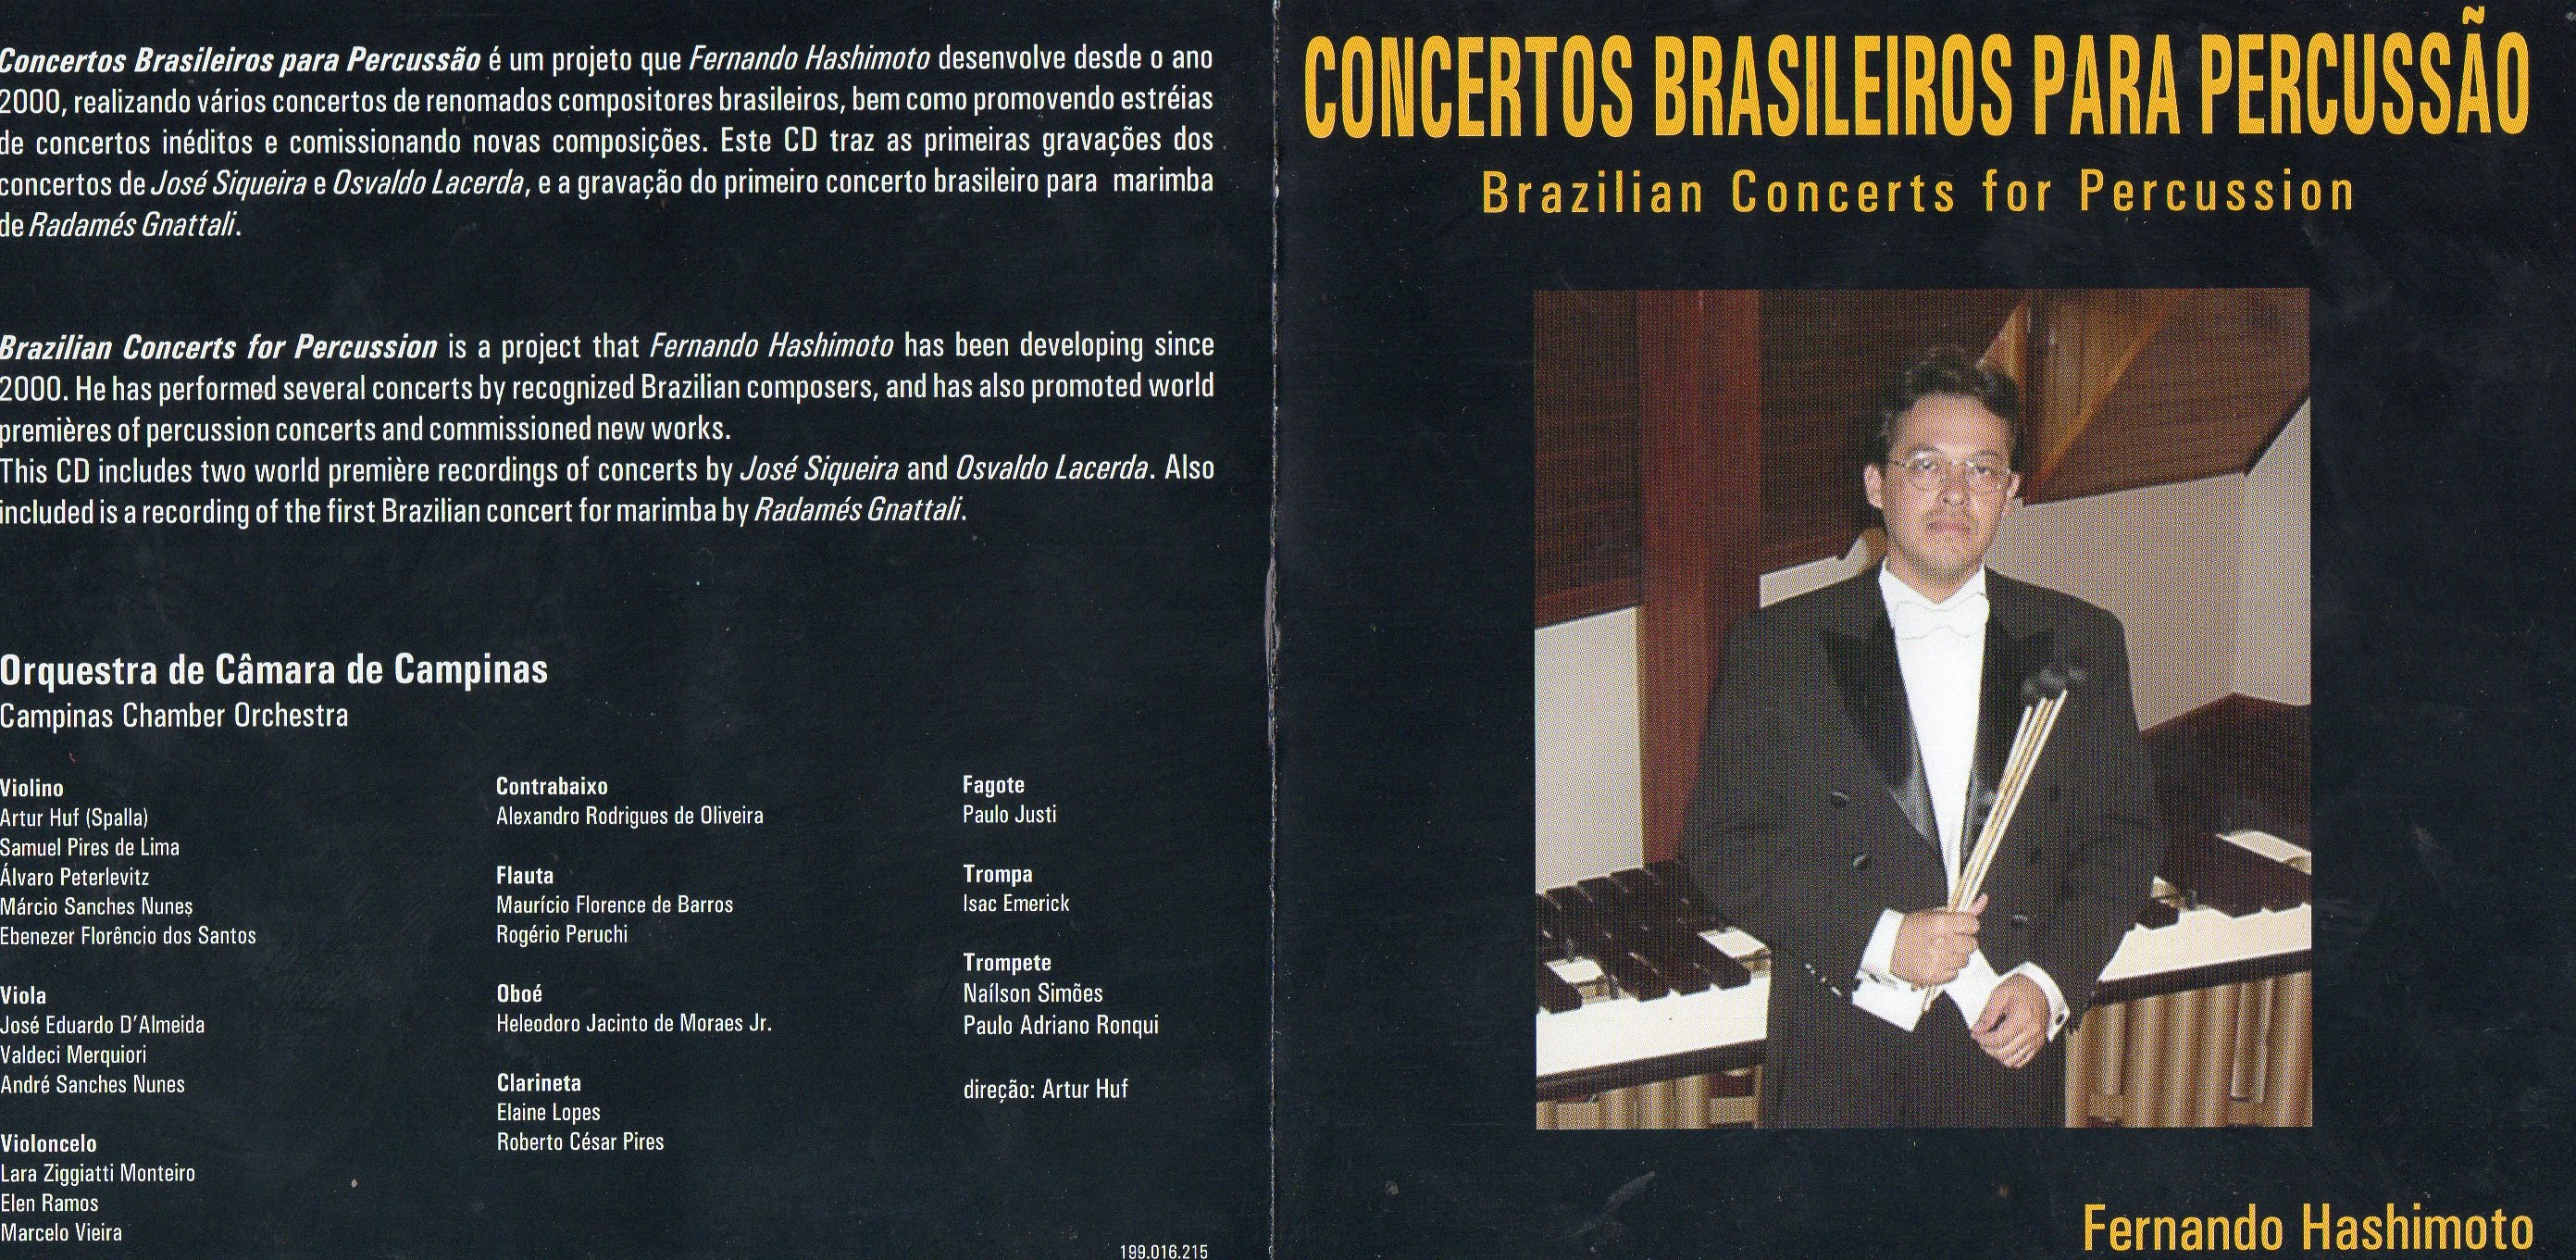 Concertos Brasileiros para Percussão é um projeto que Fernando Hashimoto desenvolve desde o ano
2000, realizando vários concertos de renomados compositores brasileiros, bem como promovendo estréias
de concertos inéditos e comissionando novas composições. Este CD traz as primeiras gravações dos
concertos de José Siqueira e Osvaldo Lacerda, e a gravação do primeiro concerto brasileiro para marimba
de Radamés Gnattali.
Brazilian Concerts for Percussion is a project that Fernando Hashimoto has been developing since
2000. He has performed several concerts by recognized Brazilian composers, and has also promoted world
premières of percussion concerts and commissioned new works.
This CD includes two world première recordings of concerts by José Siqueira and Osvaldo Lacerda. Also
included is a recording of the first Brazilian concert for marimba by Radamés Gnattali.
Orquestra de Câmara de Campinas
Campinas Chamber Orchestra
Violino
Artur Huf (Spalla)
Samuel Pires de Lima
Álvaro Peterlevitz
Márcio Sanches Nunes
Ebenezer Florêncio dos Santos
Viola
José Eduardo D'Almeida
Valdeci Merquiori
André Sanches Nunes
Violoncelo
Lara Ziggiatti Monteiro
Elen Ramos
Marcelo Vieira
Contrabaixo
Alexandro Rodrigues de Oliveira
Flauta
Maurício Florence de Barros
Rogério Peruchi
Oboé
Heleodoro Jacinto de Moraes Jr.
Clarineta
Elaine Lopes
Roberto César Pires
Fagote
Paulo Justi
Trompa
Isac Emerick
Trompete
Naílson Simões
Paulo Adriano Ronqui
direção: Artur Huf
199.016.215
CONCERTOS BRASILEIROS PARA PERCUSSÃO
Brazilian Concerts for Percussion
Fernando Hashimoto